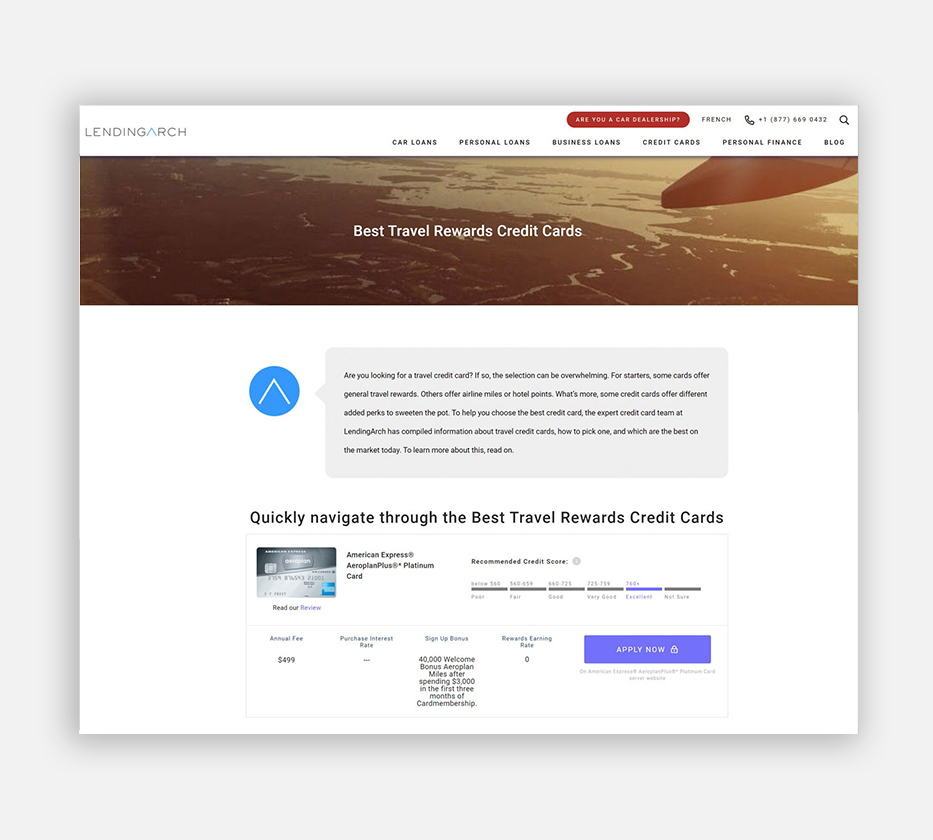 ARE YOU A CAR DEALERSHIP?
FRENCH
+1 (877) 669 0432
LENDINGARCH
CAR LOANS
PERSONAL LOANS
BUSINESS LOANS
CREDIT CARDS
PERSONAL FINANCE
BLOG
Best Travel Rewards Credit Cards
Are you looking for a travel credit card? If so, the selection can be overwhelming. For starters, some cards offer
general travel rewards. Others offer airline miles or hotel points. What's more, some credit cards offer different
added perks to sweeten the pot. To help you choose the best credit card, the expert credit card team at
LendingArch has compiled information about travel credit cards, how to pick one, and which are the best on
the market today. To learn more about this, read on.
Quickly navigate through the Best Travel Rewards Credit Cards
AMERICAN EXPRESS
aeroplan
Read our Review
American Express®
AeroplanPlus®* Platinum
Card
Recommended Credit Score:
below 560
560-659
660-725
725-759
760+
Poor
Fair
Good
Very Good
Excellent
Not Sure
Annual Fee
$499
Purchase Interest
Rate
---
Sign Up Bonus
40,000 Welcome
Bonus Aeroplan
Miles after
spending $3,000
in the first three
months of
Cardmembership.
Rewards Earning
Rate
0
APPLY NOW
On American Express® AeroplanPlus®* Platinum Card
server website